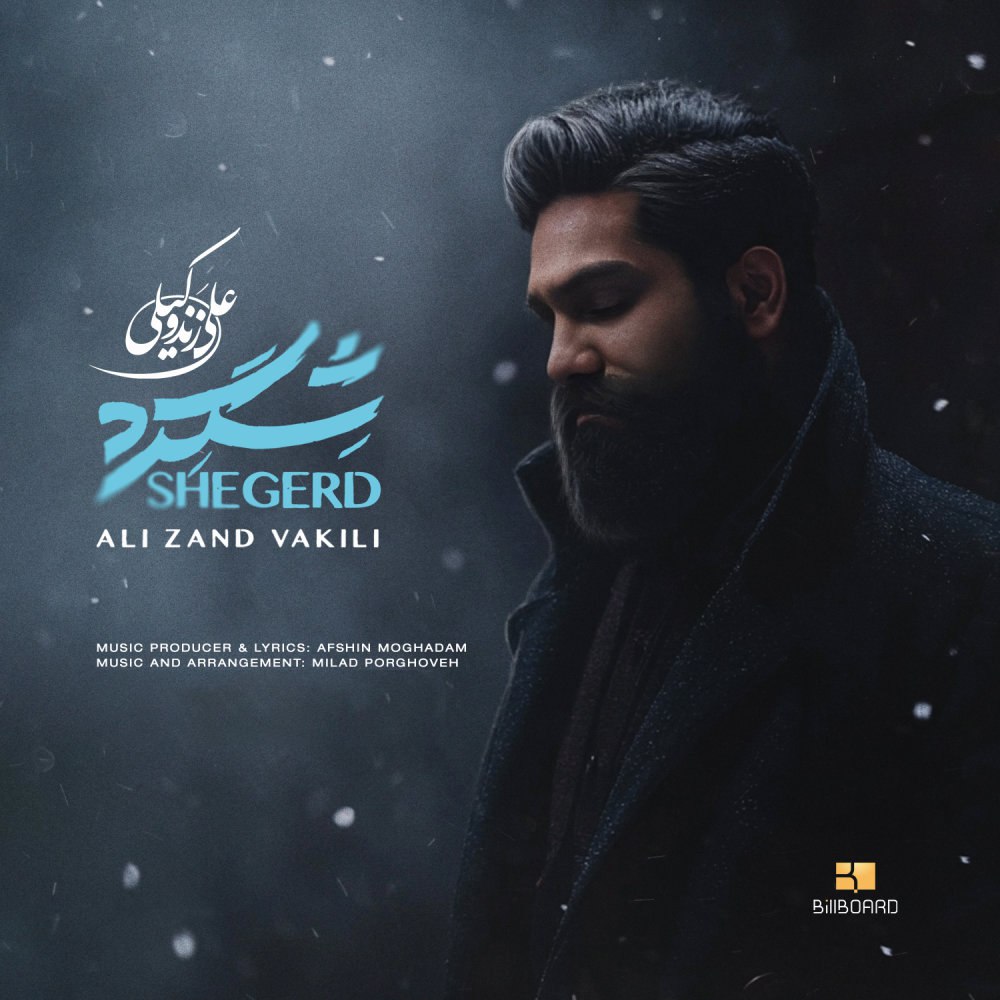 علی زندوکیلی
شگرد
SHEGERD
ALI ZAND VAKILI
MUSIC PRODUCER & LYRICS: AFSHIN MOGHADAM
MUSIC AND ARRANGEMENT: MILAD PORGHOVEH
BillBOARD